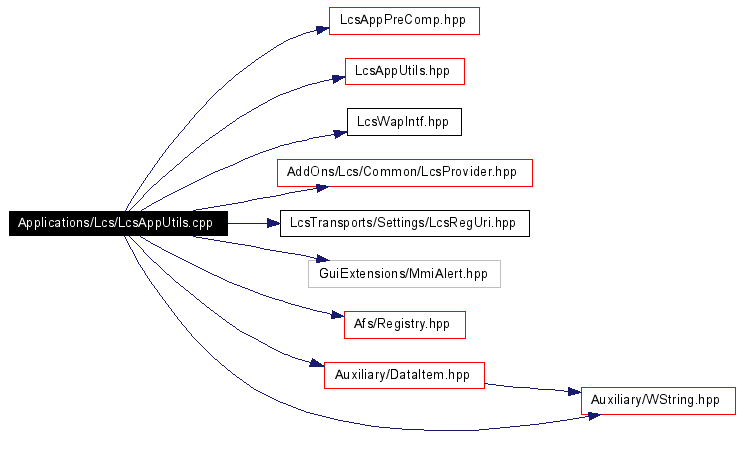 LcsAppPreComp.hpp
LcsAppUtils.hpp
LcsWapIntf.hpp
AddOns/Lcs/Common/LcsProvider.hpp
Applications/Lcs/LcsAppUtils.cpp
LcsTransports/Settings/LcsRegUri.hpp
GuiExtensions/MmiAlert.hpp
Afs/Registry.hpp
Auxiliary/DataItem.hpp
Auxiliary/WString.hpp